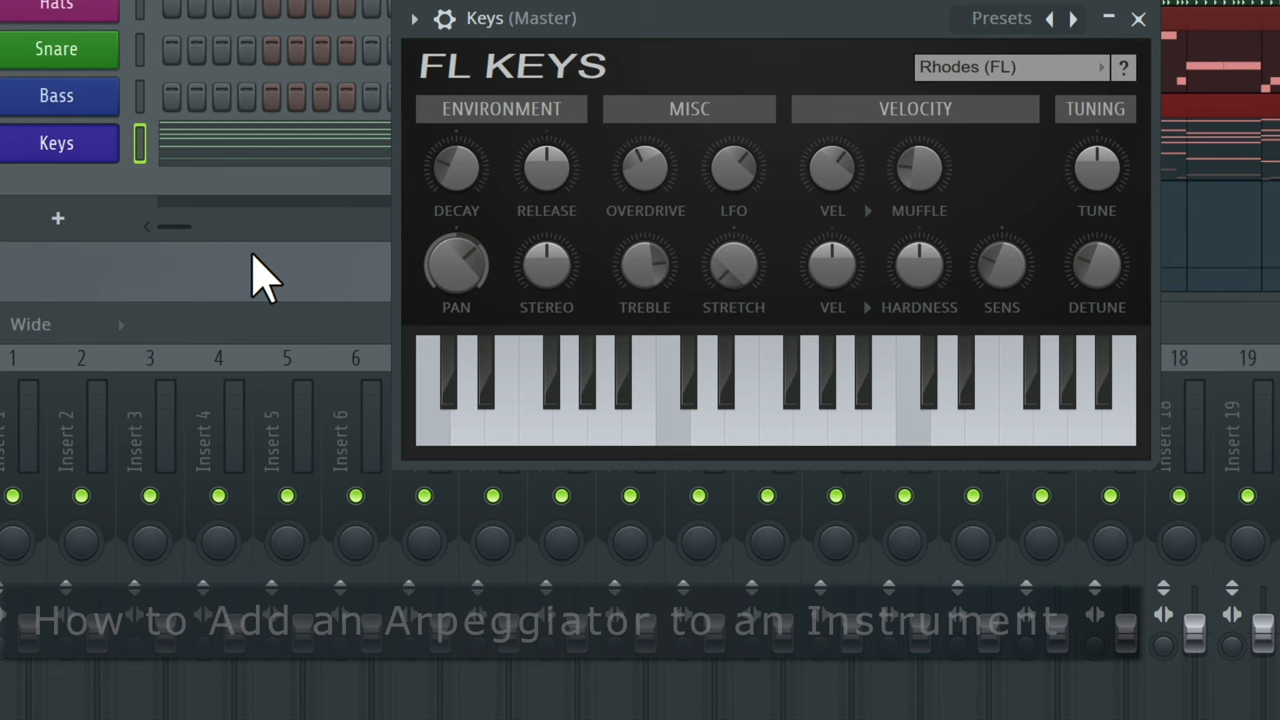 Hats
Keys (Master)
Presets
Snare
FL KEYS
Rhodes (FL)
?
Bass
ENVIRONMENT
MISC
VELOCITY
TUNING
Keys
DECAY
RELEASE
OVERDRIVE
LFO
VEL
MUFFLE
TUNE
+
PAN
STEREO
TREBLE
STRETCH
VEL
HARDNESS
SENS
DETUNE
Wide
1 2 3 4 5 6 18 19
Insert 2
Insert 3
Insert 4
Insert 5
Insert 6
Insert 18
Insert 19
How to Add an Arpeggiator to an Instrument